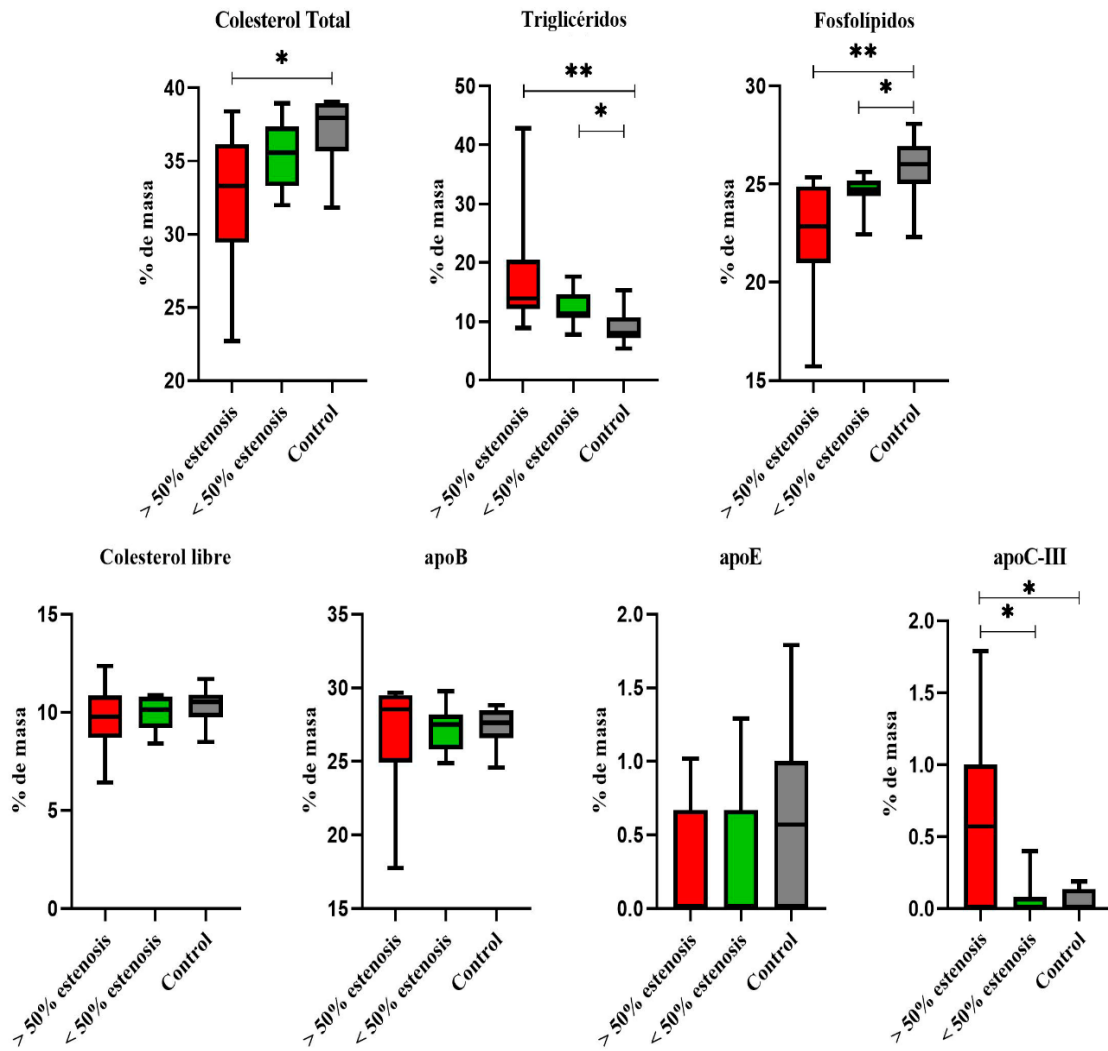 Colesterol Total
Triglicéridos
Fosfolípidos
*
**
*
**
*
% de masa
40
35
30
25
20
% de masa
50
40
30
20
10
0
% de masa
30
25
20
15
> 50% estenosis
< 50% estenosis
Control
> 50% estenosis
< 50% estenosis
Control
> 50% estenosis
< 50% estenosis
Control
Colesterol libre
apoB
apoE
apoC-III
*
*
% de masa
15
10
5
0
% de masa
35
30
25
20
15
% de masa
2.0
1.5
1.0
0.5
0.0
% de masa
2.0
1.5
1.0
0.5
0.0
> 50% estenosis
< 50% estenosis
Control
> 50% estenosis
< 50% estenosis
Control
> 50% estenosis
< 50% estenosis
Control
> 50% estenosis
< 50% estenosis
Control